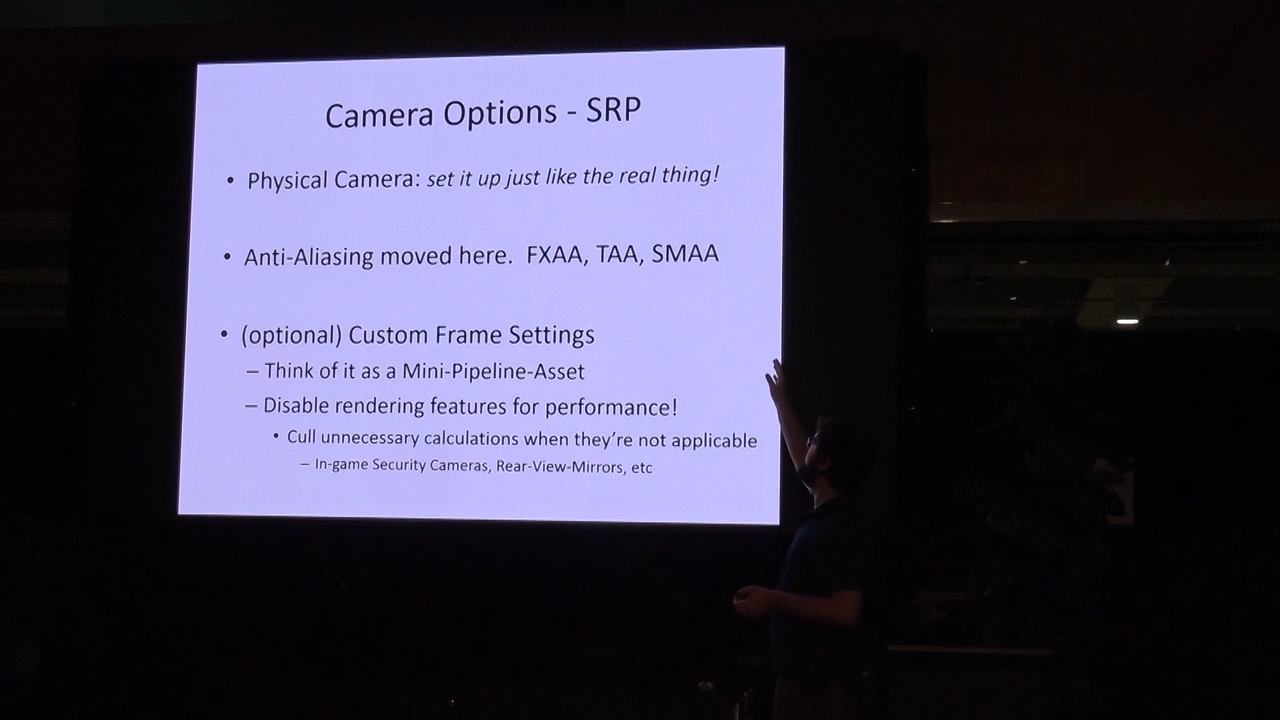 Camera Options - SRP
• Physical Camera: set it up just like the real thing!
• Anti-Aliasing moved here.  FXAA, TAA, SMAA
• (optional) Custom Frame Settings
– Think of it as a Mini-Pipeline-Asset
– Disable rendering features for performance!
• Cull unnecessary calculations when they’re not applicable
– In-game Security Cameras, Rear-View-Mirrors, etc